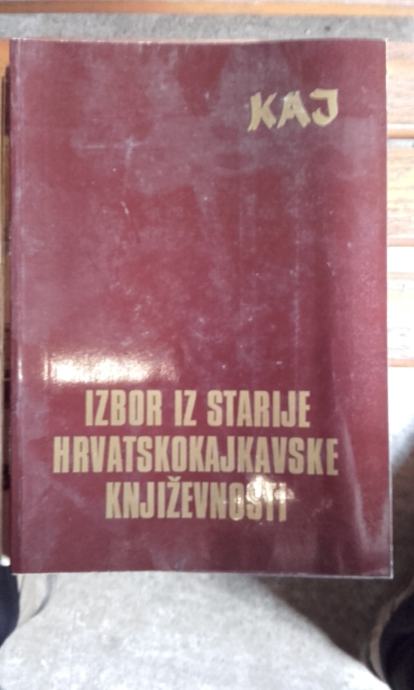 KAJ
IZBOR IZ STARIJE
HRVATSKOKAJKAVSKE
KNJIŽEVNOSTI